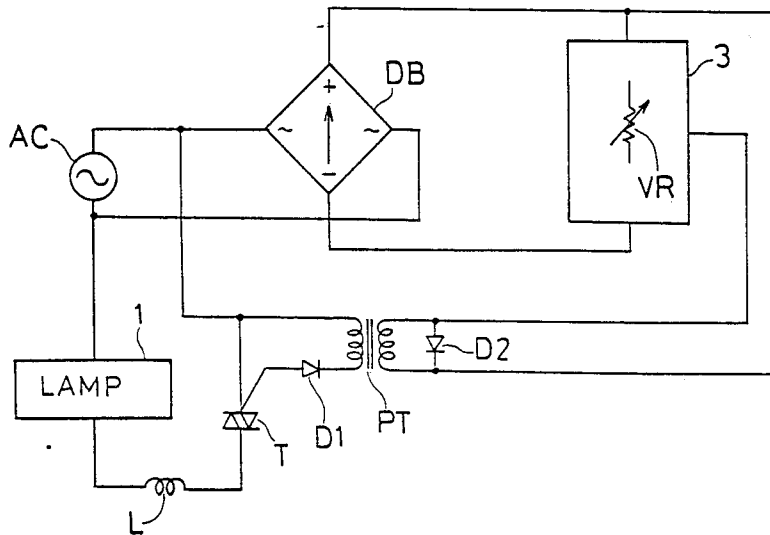 DB
3
AC
+
~
~
−
VR
1
LAMP
D2
D1
PT
T
L